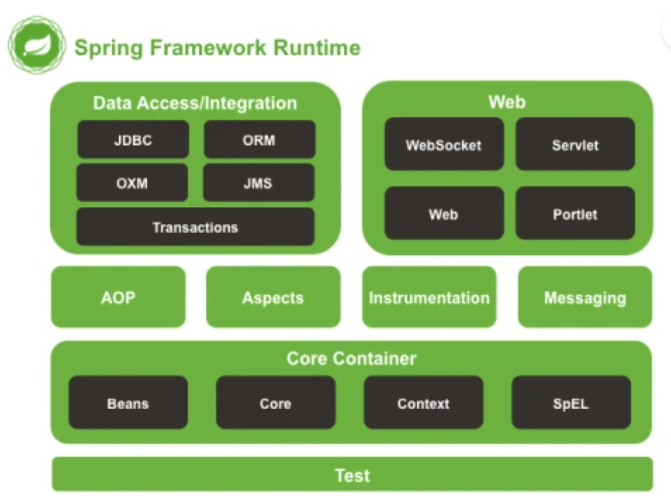 Spring Framework Runtime
Data Access/Integration
JDBC
ORM
OXM
JMS
Transactions
Web
WebSocket
Servlet
Web
Portlet
AOP
Aspects
Instrumentation
Messaging
Core Container
Beans
Core
Context
SpEL
Test